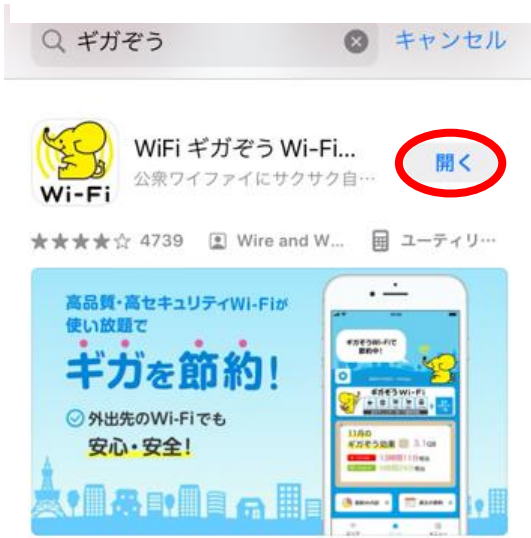 ギガぞう
キャンセル
WiFi ギガぞう Wi-Fi...
公衆ワイファイにサクサク自…
開く
Wi-Fi
★★★★☆ 4739 Wire and W... ユーティリ…
高品質・高セキュリティWi-Fiが
使い放題で
ギガを節約!
外出先のWi-Fiでも
安心・安全!
ギガぞうWi-Fiで
節約中!
ギガぞうWi-Fi
11月の
ギガぞう効果 3.1GB